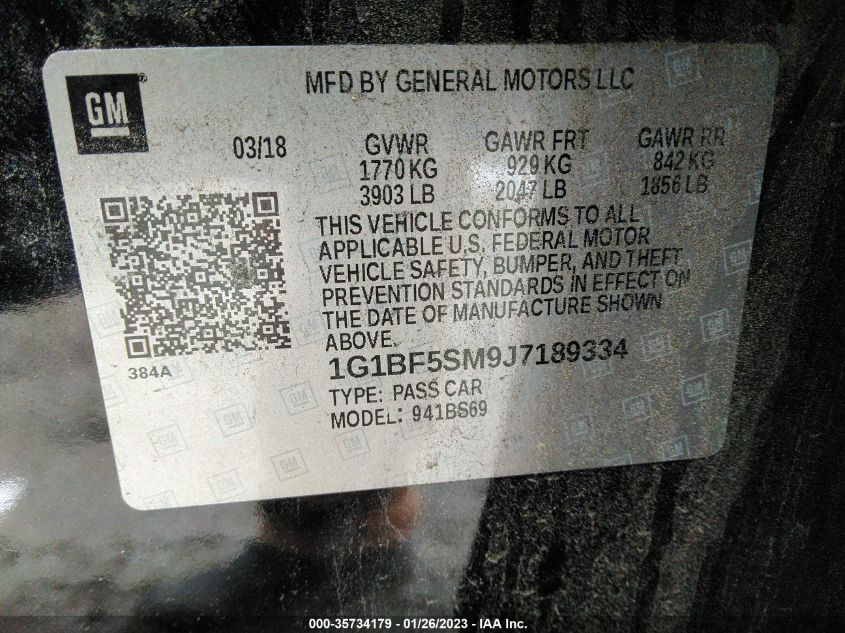 GM
®
MFD BY GENERAL MOTORS LLC
03/18 GVWR GAWR FRT GAWR RR
1770 KG 929 KG 842 KG
3903 LB 2047 LB 1856 LB
THIS VEHICLE CONFORMS TO ALL
APPLICABLE U.S. FEDERAL MOTOR
VEHICLE SAFETY, BUMPER, AND THEFT
PREVENTION STANDARDS IN EFFECT ON
THE DATE OF MANUFACTURE SHOWN
ABOVE.
384A
1G1BF5SM9J7189334
TYPE: PASS CAR
MODEL: 941BS69
000-35734179 — 01/26/2023 — IAA Inc.